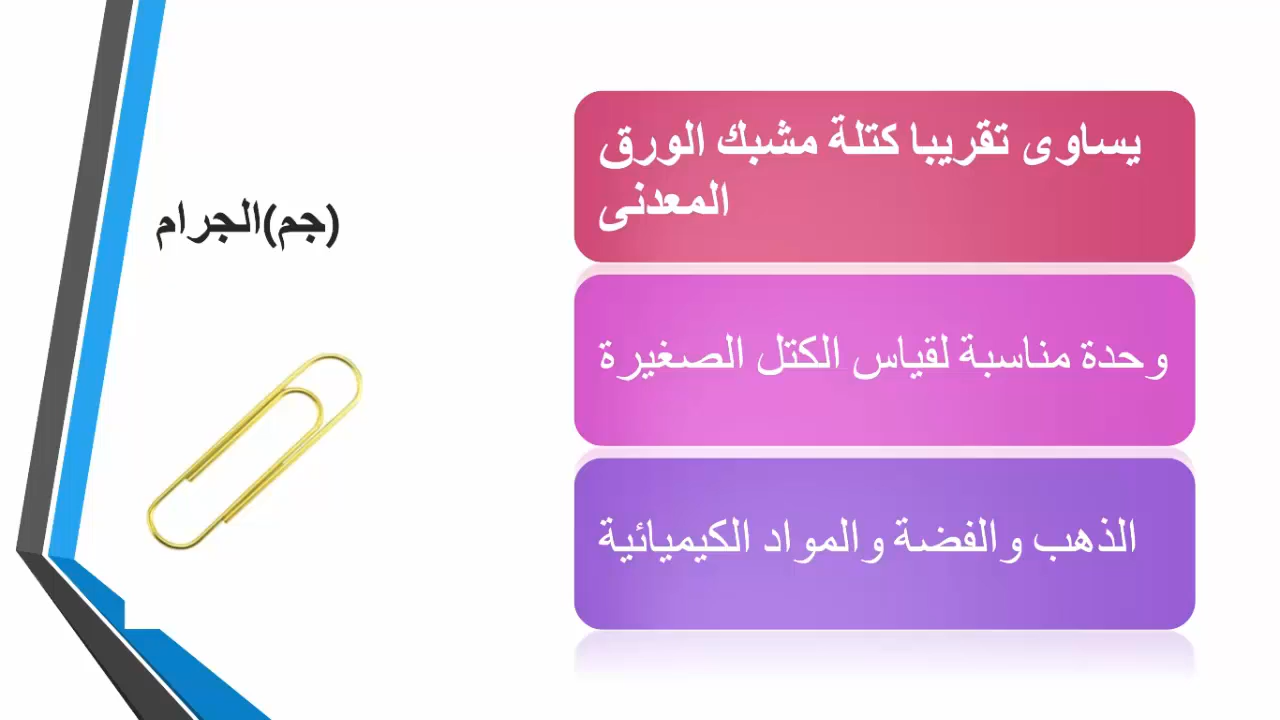 الجرام(جم)
يساوى تقريبا كتلة مشبك الورق
المعدنى
وحدة مناسبة لقياس الكتل الصغيرة
الذهب والفضة والمواد الكيميائية